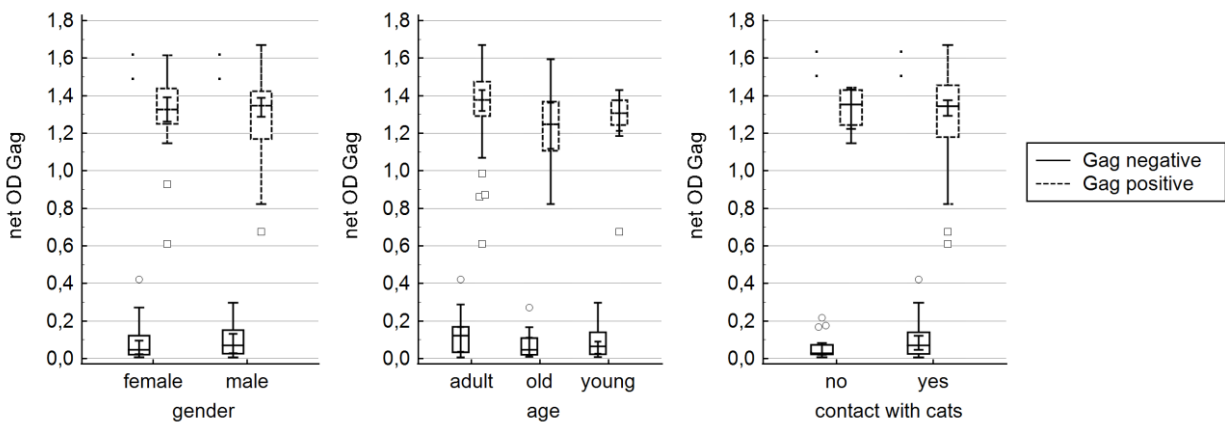 net OD Gag
1,8
1,6
1,4
1,2
1,0
0,8
0,6
0,4
0,2
0,0
female male
gender
net OD Gag
1,8
1,6
1,4
1,2
1,0
0,8
0,6
0,4
0,2
0,0
adult old young
age
net OD Gag
1,8
1,6
1,4
1,2
1,0
0,8
0,6
0,4
0,2
0,0
no yes
contact with cats
Gag negative
Gag positive